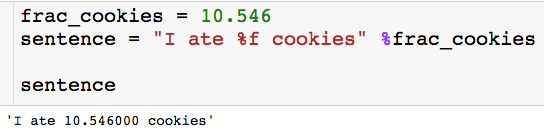 frac_cookies = 10.546
sentence = "I ate %f cookies" %frac_cookies
sentence
'I ate 10.546000 cookies'